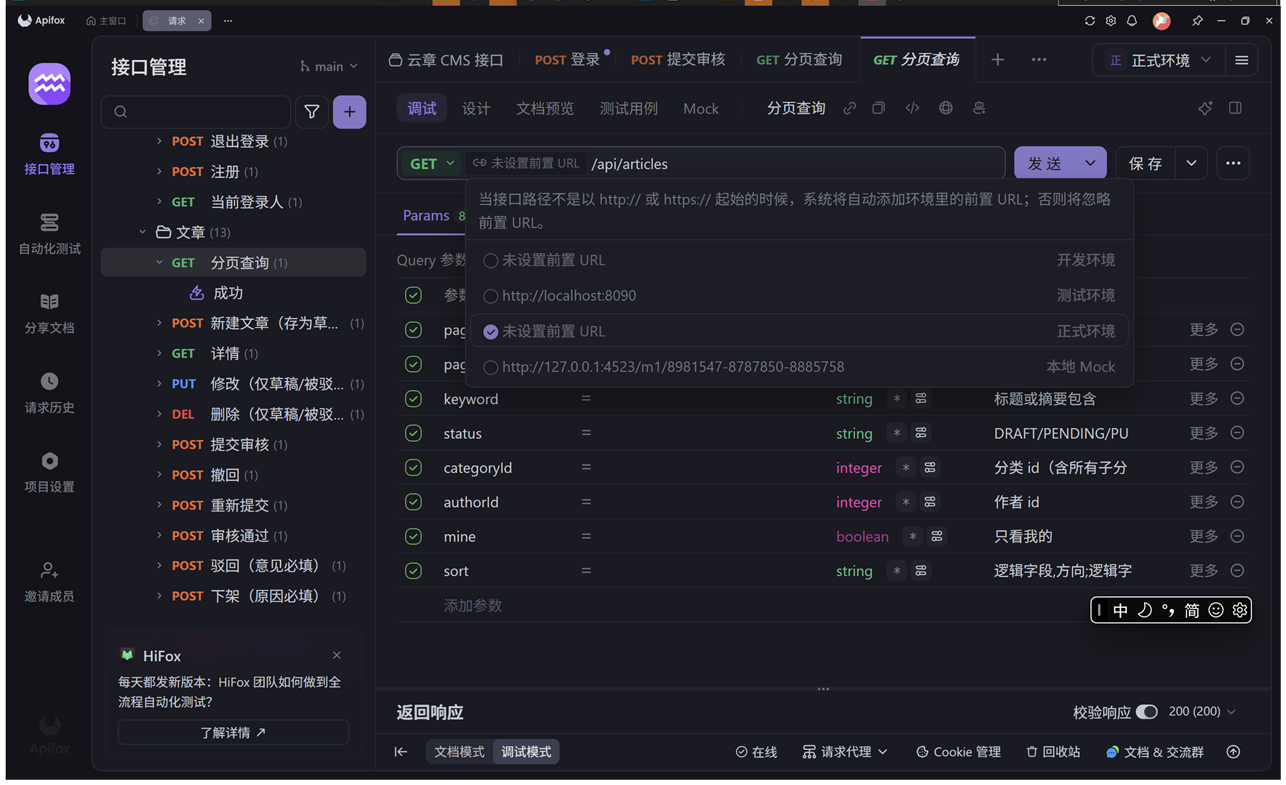 Apifox 主窗口 请求 × ···
接口管理 main
云章 CMS 接口 POST 登录 POST 提交审核 GET 分页查询 GET 分页查询 + ··· 正 正式环境
调试 设计 文档预览 测试用例 Mock 分页查询
接口管理
自动化测试
分享文档
请求历史
项目设置
邀请成员
Apifox
POST 退出登录 (1)
POST 注册 (1)
GET 当前登录人 (1)
文章 (13)
GET 分页查询 (1)
成功
POST 新建文章（存为草... (1)
GET 详情 (1)
PUT 修改（仅草稿/被驳... (1)
DEL 删除（仅草稿/被驳... (1)
POST 提交审核 (1)
POST 撤回 (1)
POST 重新提交 (1)
POST 审核通过 (1)
POST 驳回（意见必填） (1)
POST 下架（原因必填） (1)
HiFox ×
每天都发新版本：HiFox 团队如何做到全
流程自动化测试？
了解详情 ↗
GET 未设置前置 URL /api/articles 发 送 保 存 ···
当接口路径不是以 http:// 或 https:// 起始的时候，系统将自动添加环境里的前置 URL；否则将忽略
前置 URL。
Params 8
未设置前置 URL 开发环境
Query 参数
http://localhost:8090 测试环境
未设置前置 URL 正式环境
http://127.0.0.1:4523/m1/8981547-8787850-8885758 本地 Mock
参数
pag 更多
pag 更多
keyword = string * 标题或摘要包含 更多
status = string * DRAFT/PENDING/PU 更多
categoryId = integer * 分类 id（含所有子分 更多
authorId = integer * 作者 id 更多
mine = boolean * 只看我的 更多
sort = string * 逻辑字段,方向;逻辑字 更多
添加参数
中 °, 简
返回响应 校验响应 200 (200)
文档模式 调试模式 在线 请求代理 Cookie 管理 回收站 文档 & 交流群